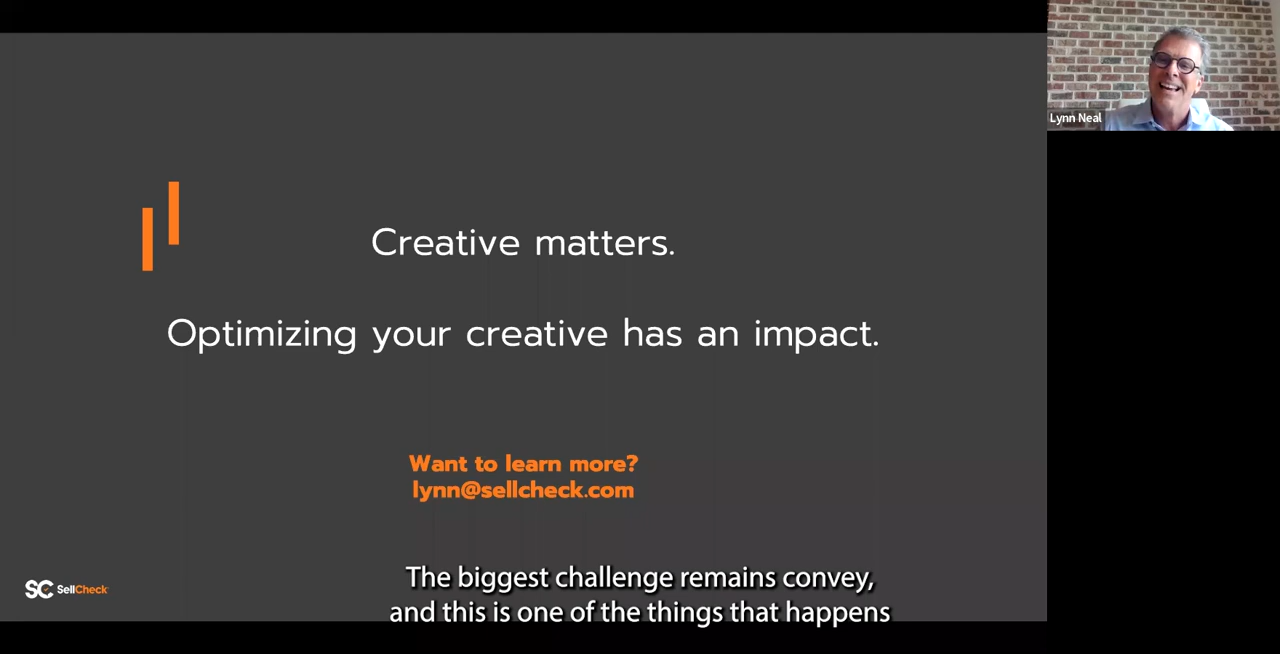 Lynn Neal
Creative matters.
Optimizing your creative has an impact.
Want to learn more?
lynn@sellcheck.com
SC SellCheck
The biggest challenge remains convey,
and this is one of the things that happens